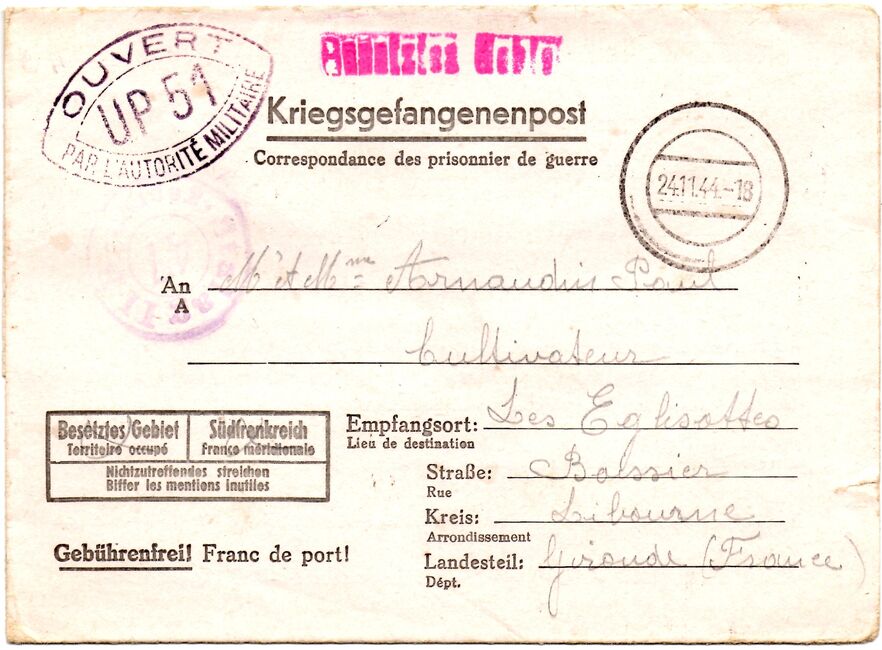 OUVERT
UP 51
PAR L'AUTORITÉ MILITAIRE
Kriegsgefangenenpost
Correspondance des prisonnier de guerre
24.11.44.-18
An Mr et Mme Arnaudin Paul
A
Cultivateur
Besetztes Gebiet
Territoire occupé
Südfrankreich
France méridionale
Nichtzutreffendes streichen
Biffer les mentions inutiles
Empfangsort: Les Eglisottes
Lieu de destination
Straße: Boissier
Rue
Kreis: Libourne
Arrondissement
Landesteil: Gironde (France)
Dépt.
Gebührenfrei! Franc de port!